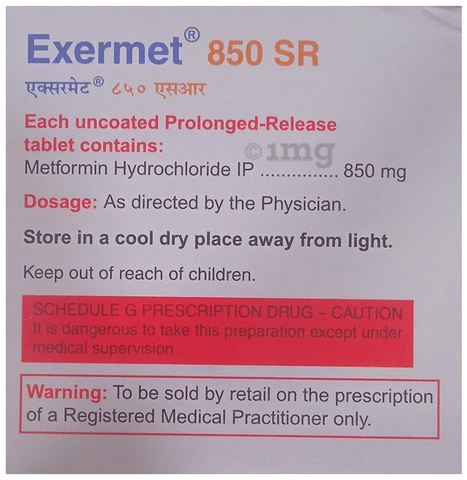 Exermet® 850 SR
एक्सरमेट® ८५० एसआर
Each uncoated Prolonged-Release
tablet contains:
©1mg
Metformin Hydrochloride IP ............... 850 mg
Dosage: As directed by the Physician.
Store in a cool dry place away from light.
Keep out of reach of children.
SCHEDULE G PRESCRIPTION DRUG – CAUTION
It is dangerous to take this preparation except under
medical supervision.
Warning: To be sold by retail on the prescription
of a Registered Medical Practitioner only.